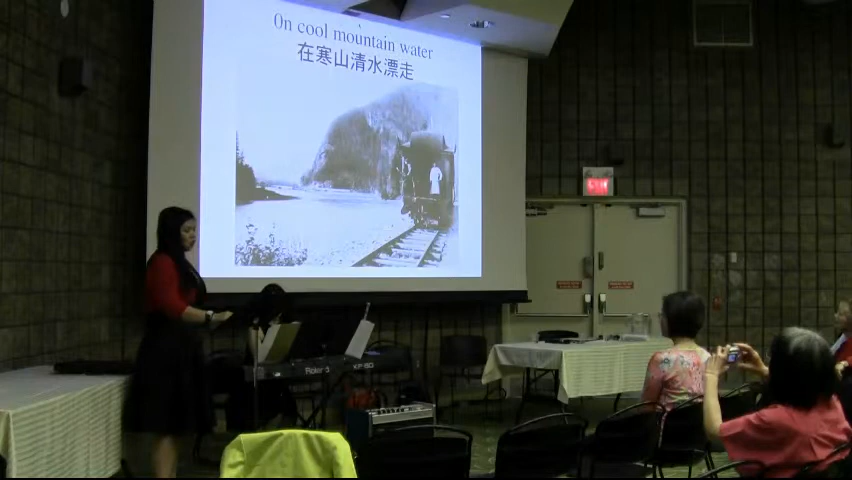 On cool mountain water
在寒山清水漂走
EXIT
Roland